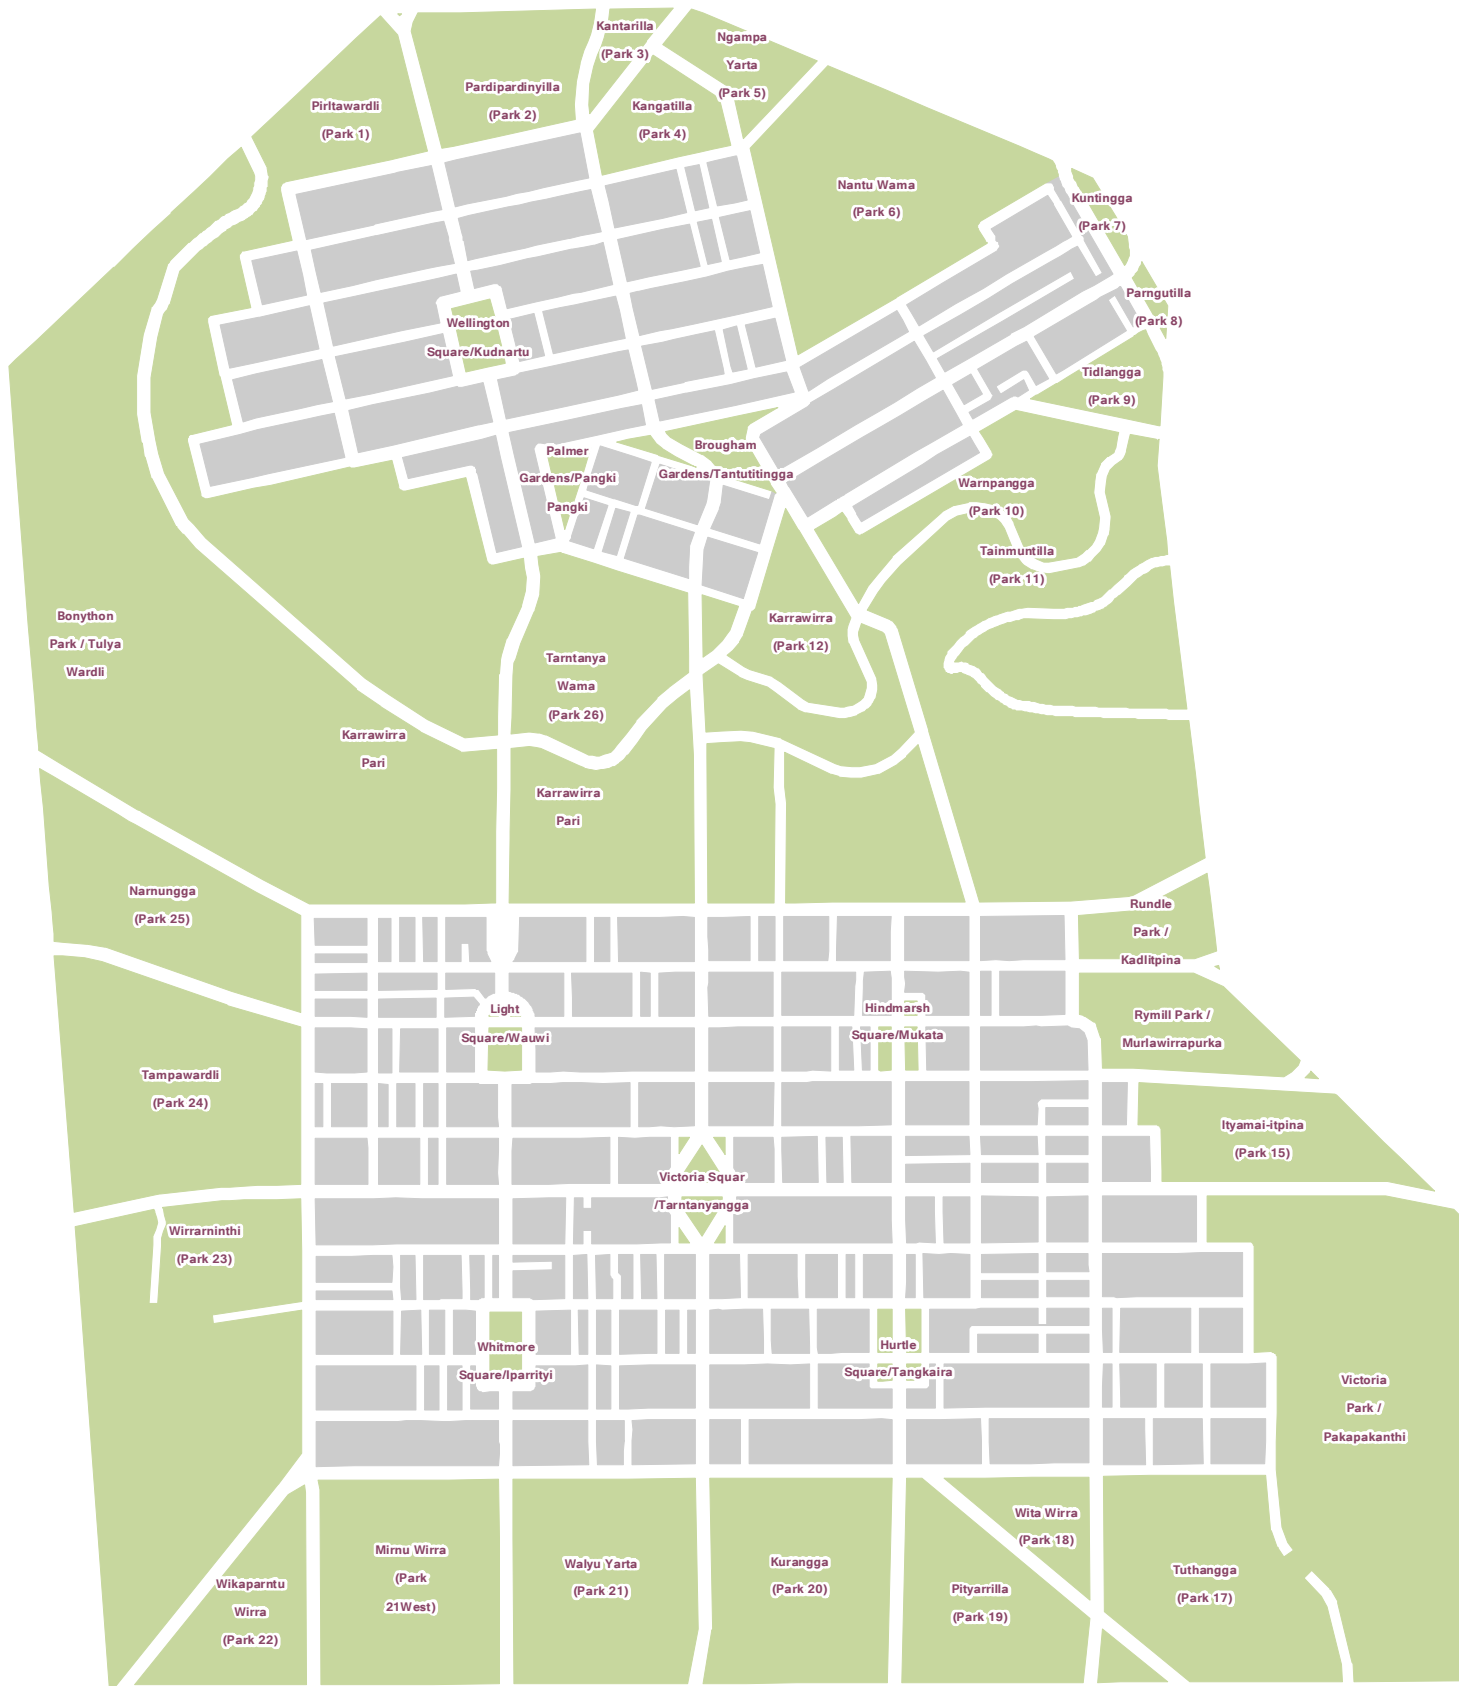 Kantarilla
(Park 3)
Ngampa
Yarta
(Park 5)
Pardipardinyilla
(Park 2)
Pirltawardli
(Park 1)
Kangatilla
(Park 4)
Nantu Wama
(Park 6)
Kuntingga
(Park 7)
Parngutilla
(Park 8)
Wellington
Square/Kudnartu
Tidlangga
(Park 9)
Palmer
Gardens/Pangki
Pangki
Brougham
Gardens/Tantutitingga
Warnpangga
(Park 10)
Tainmuntilla
(Park 11)
Bonython
Park / Tulya
Wardli
Karrawirra
(Park 12)
Tarntanya
Wama
(Park 26)
Karrawirra
Pari
Karrawirra
Pari
Narnungga
(Park 25)
Rundle
Park /
Kadlitpina
Light
Square/Wauwi
Hindmarsh
Square/Mukata
Rymill Park /
Murlawirrapurka
Tampawardli
(Park 24)
Ityamai-itpina
(Park 15)
Victoria Squar
/Tarntanyangga
Wirrarninthi
(Park 23)
Whitmore
Square/Iparrityi
Hurtle
Square/Tangkaira
Victoria
Park /
Pakapakanthi
Wita Wirra
(Park 18)
Mirnu Wirra
(Park
21West)
Walyu Yarta
(Park 21)
Kurangga
(Park 20)
Pityarrilla
(Park 19)
Tuthangga
(Park 17)
Wikaparntu
Wirra
(Park 22)